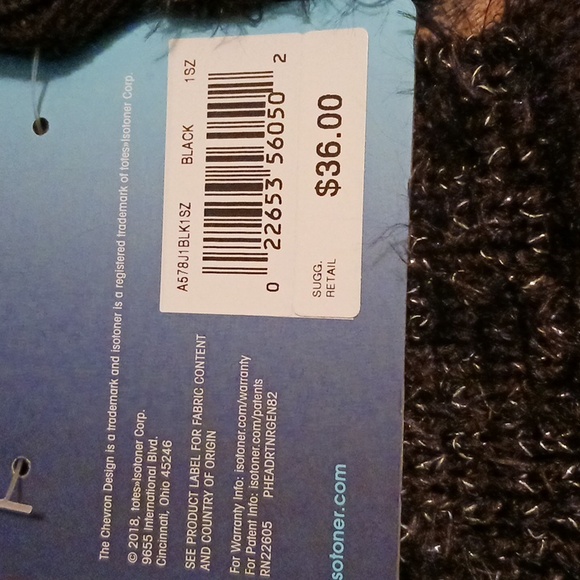 The Chevron Design is a trademark and isotoner is a registered trademark of totes»Isotoner Corp.
© 2018, totes»Isotoner Corp.
9655 International Blvd.
Cincinnati, Ohio 45246
SEE PRODUCT LABEL FOR FABRIC CONTENT
AND COUNTRY OF ORIGIN
For Warranty Info: isotoner.com/warranty
For Patent Info: isotoner.com/patents
RN22605 PHEADRTNRGEN82
sotoner.com
A578J1BLK1SZ BLACK 1SZ
0 22653 56050 2
SUGG.
RETAIL
$36.00